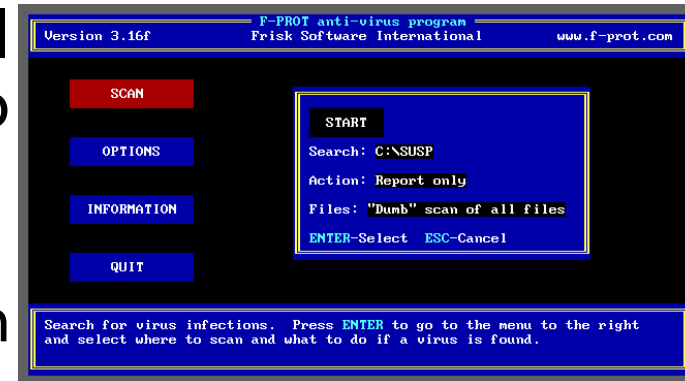 F-PROT anti-virus program
Version 3.16f Frisk Software International www.f-prot.com
SCAN
OPTIONS
INFORMATION
QUIT
START
Search: C:\SUSP
Action: Report only
Files: "Dumb" scan of all files
ENTER-Select ESC-Cancel
Search for virus infections. Press ENTER to go to the menu to the right
and select where to scan and what to do if a virus is found.